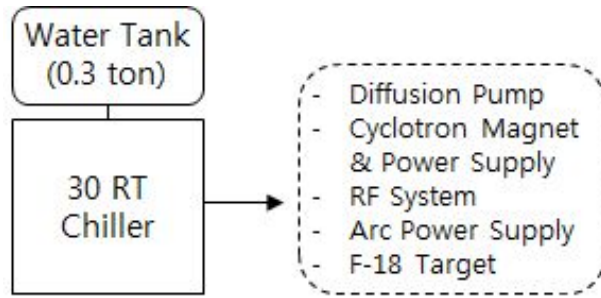 Water Tank
(0.3 ton)
30 RT
Chiller
- Diffusion Pump
- Cyclotron Magnet
& Power Supply
- RF System
- Arc Power Supply
- F-18 Target